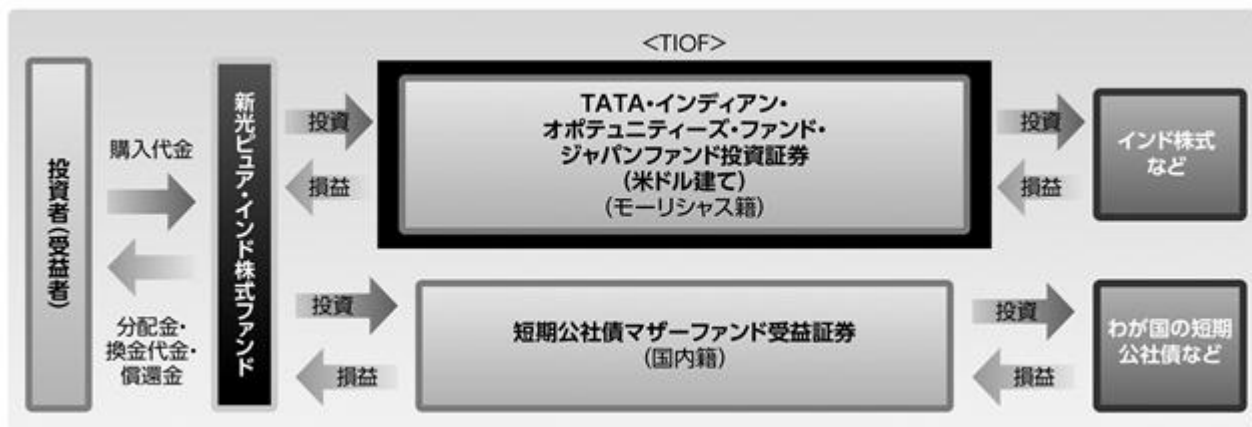 <TIOF>
投資者(受益者)
購入代金
分配金・
換金代金・
償還金
新光ピュア・インド株式ファンド
投資
損益
TATA・インディアン・
オポテュニティーズ・ファンド・
ジャパンファンド投資証券
(米ドル建て)
(モーリシャス籍)
投資
損益
インド株式
など
投資
損益
短期公社債マザーファンド受益証券
(国内籍)
投資
損益
わが国の短期
公社債など